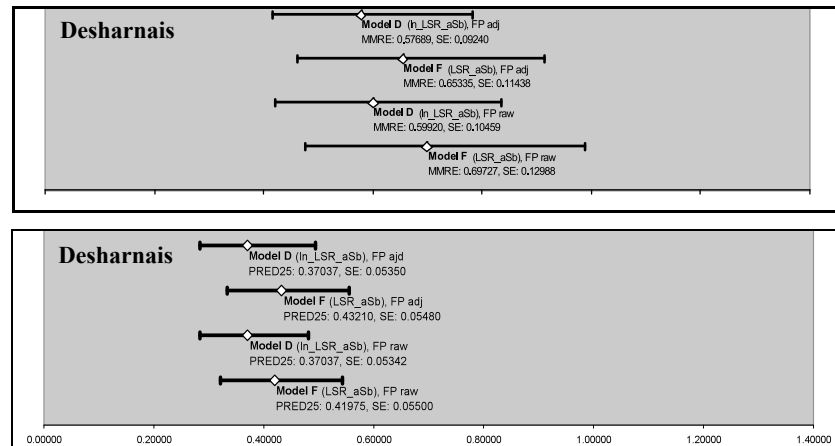 Desharnais
Model D (ln_LSR_aSb), FP adj
MMRE: 0.57689, SE: 0.09240
Model F (LSR_aSb), FP adj
MMRE: 0.65335, SE: 0.11438
Model D (ln_LSR_aSb), FP raw
MMRE: 0.59920, SE: 0.10459
Model F (LSR_aSb), FP raw
MMRE: 0.69727, SE: 0.12988
Desharnais
Model D (ln_LSR_aSb), FP ajd
PRED25: 0.37037, SE: 0.05350
Model F (LSR_aSb), FP adj
PRED25: 0.43210, SE: 0.05480
Model D (ln_LSR_aSb), FP raw
PRED25: 0.37037, SE: 0.05342
Model F (LSR_aSb), FP raw
PRED25: 0.41975, SE: 0.05500
0.00000 0.20000 0.40000 0.60000 0.80000 1.00000 1.20000 1.40000